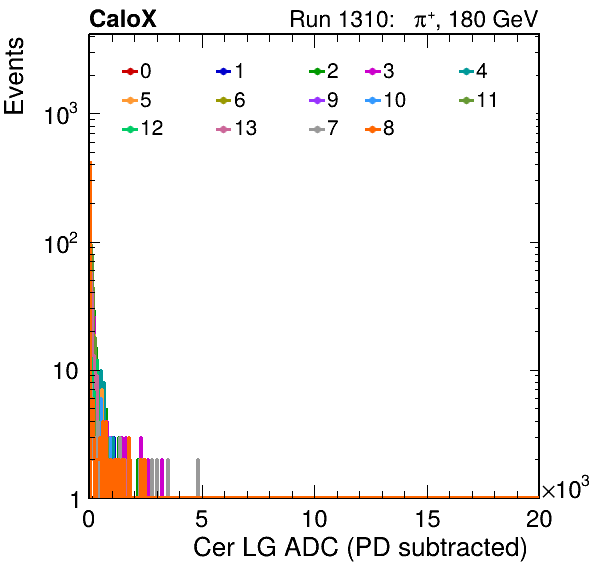 CaloX Run 1310: π⁺, 180 GeV
Events
0 1 2 3 4
5 6 9 10 11
12 13 7 8
10³
10²
10
1
0 5 10 15 20 ×10³
Cer LG ADC (PD subtracted)